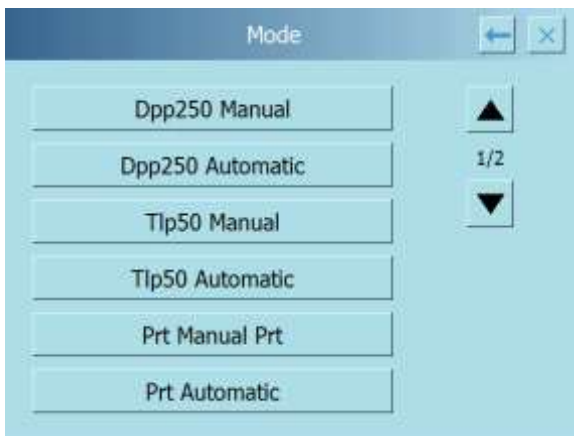 Mode
Dpp250 Manual
Dpp250 Automatic
1/2
Tlp50 Manual
Tlp50 Automatic
Prt Manual Prt
Prt Automatic